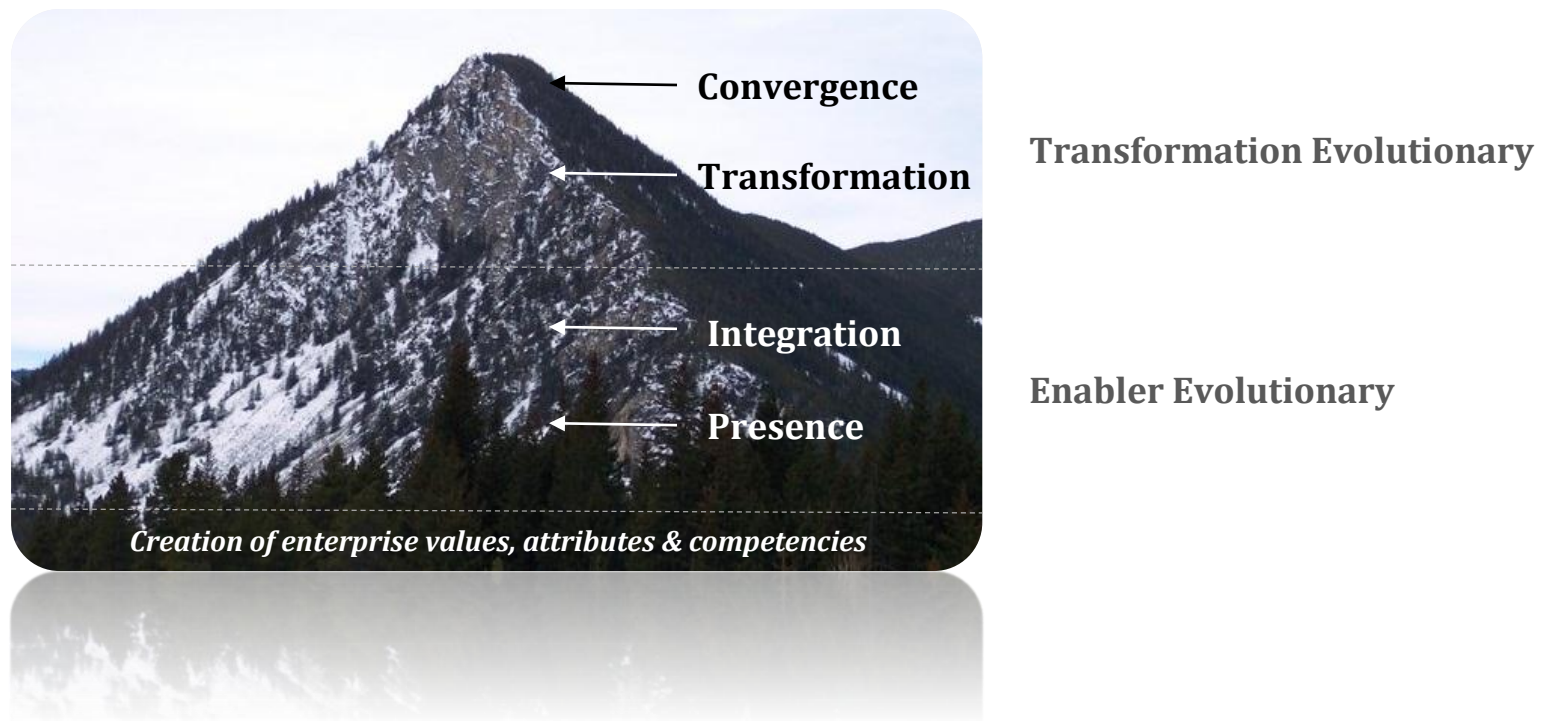 Convergence
Transformation Evolutionary
Transformation
Integration
Enabler Evolutionary
Presence
Creation of enterprise values, attributes & competencies